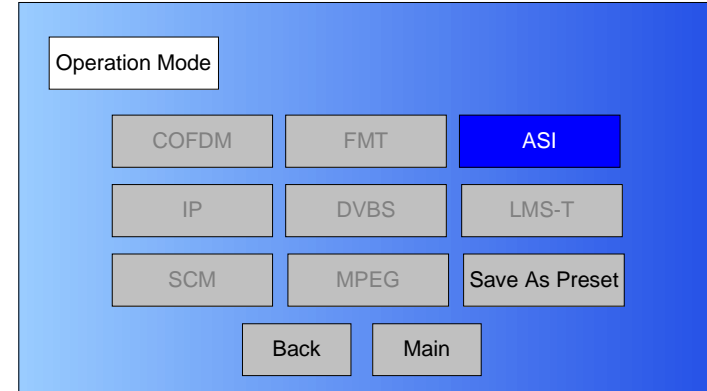 Operation Mode
COFDM
FMT
ASI
IP
DVBS
LMS-T
SCM
MPEG
Save As Preset
Back
Main